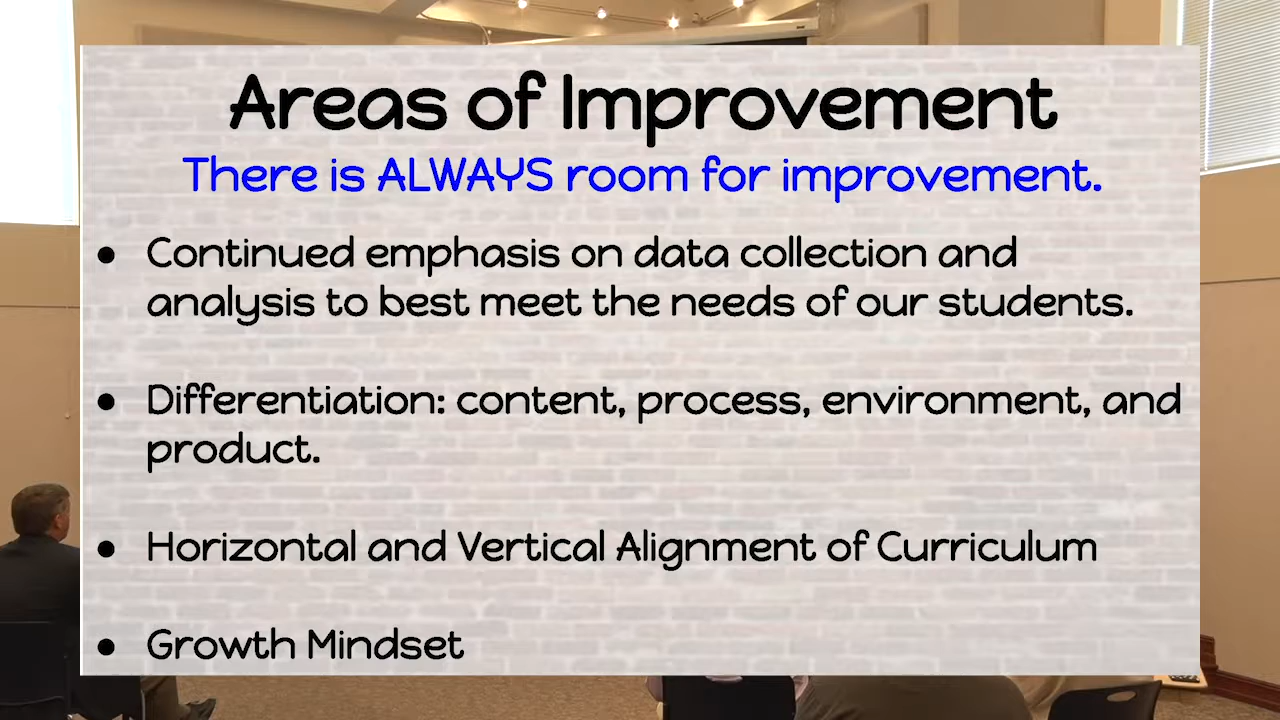 Areas of Improvement
There is ALWAYS room for improvement.
● Continued emphasis on data collection and
analysis to best meet the needs of our students.
● Differentiation: content, process, environment, and
product.
● Horizontal and Vertical Alignment of Curriculum
● Growth Mindset